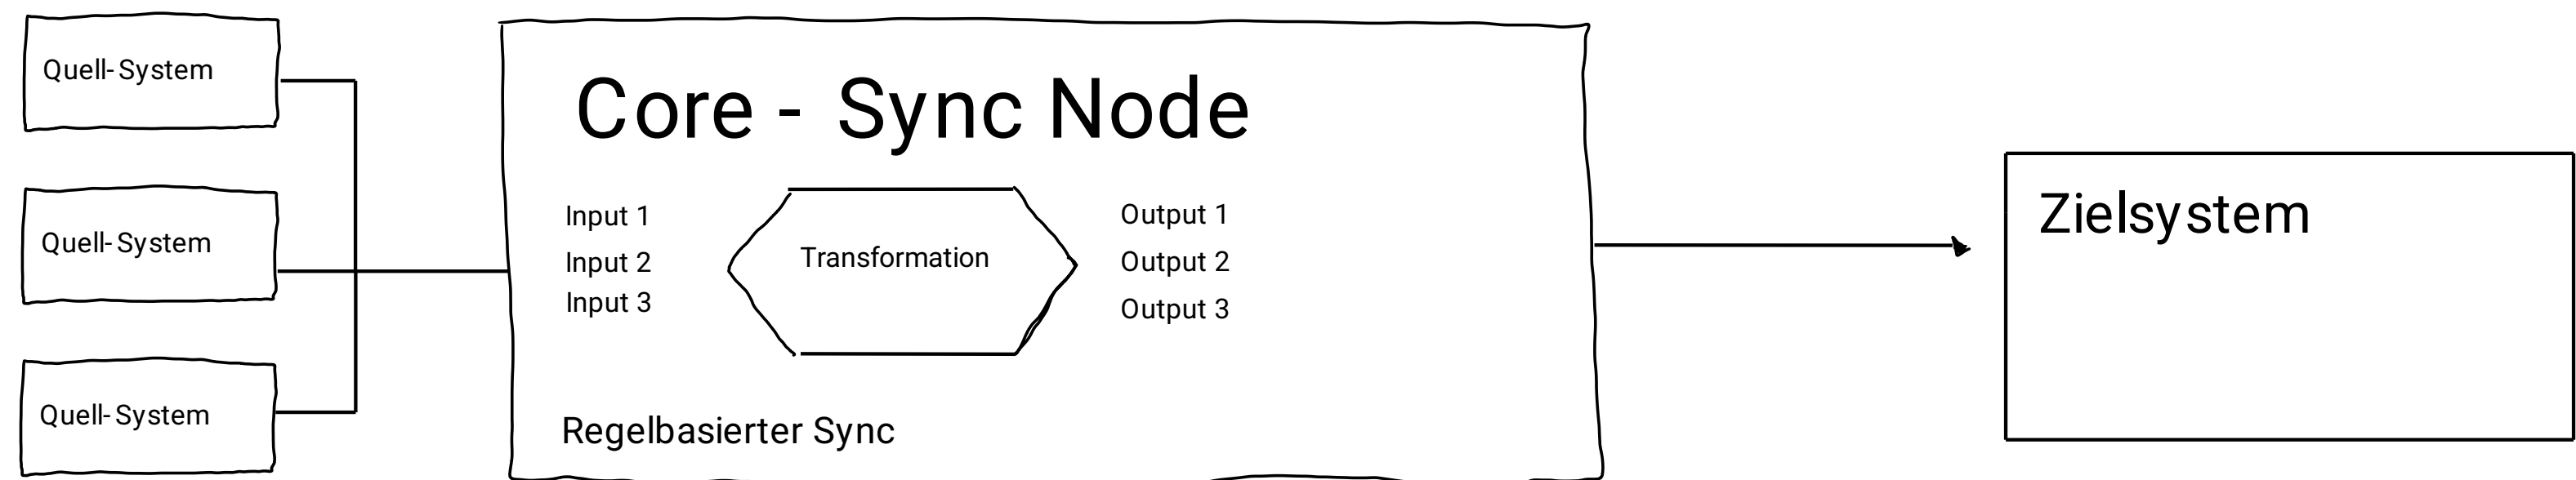 Quell-System
Quell-System
Quell-System
Core - Sync Node
Input 1
Input 2
Input 3
Transformation
Output 1
Output 2
Output 3
Regelbasierter Sync
Zielsystem